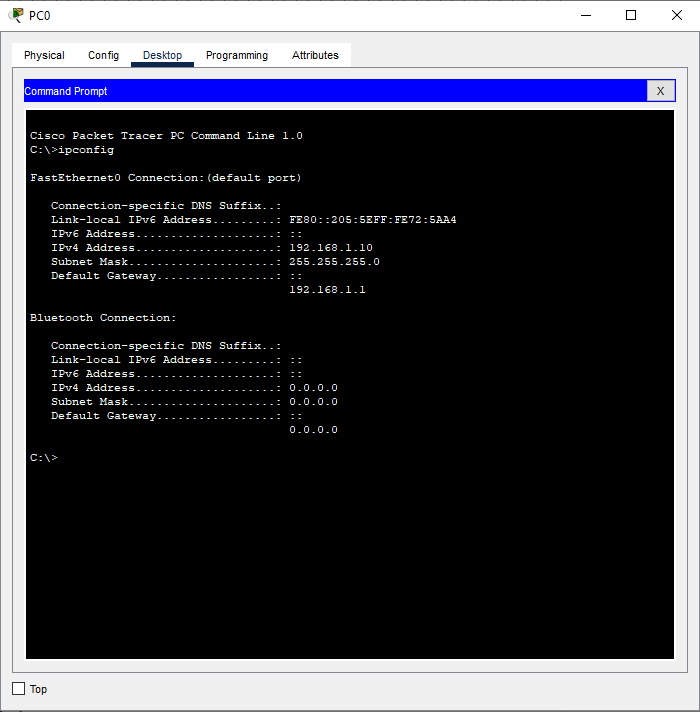 PC0
Physical Config Desktop Programming Attributes
Command Prompt X
Cisco Packet Tracer PC Command Line 1.0
C:\>ipconfig
FastEthernet0 Connection:(default port)
Connection-specific DNS Suffix..:
Link-local IPv6 Address.........: FE80::205:5EFF:FE72:5AA4
IPv6 Address....................: ::
IPv4 Address....................: 192.168.1.10
Subnet Mask.....................: 255.255.255.0
Default Gateway.................: ::
192.168.1.1
Bluetooth Connection:
Connection-specific DNS Suffix..:
Link-local IPv6 Address.........: ::
IPv6 Address....................: ::
IPv4 Address....................: 0.0.0.0
Subnet Mask.....................: 0.0.0.0
Default Gateway.................: ::
0.0.0.0
C:\>
Top